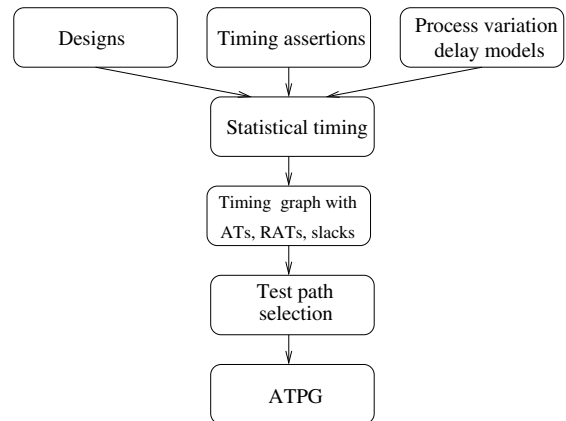 Designs
Timing assertions
Process variation
delay models
Statistical timing
Timing graph with
ATs, RATs, slacks
Test path
selection
ATPG